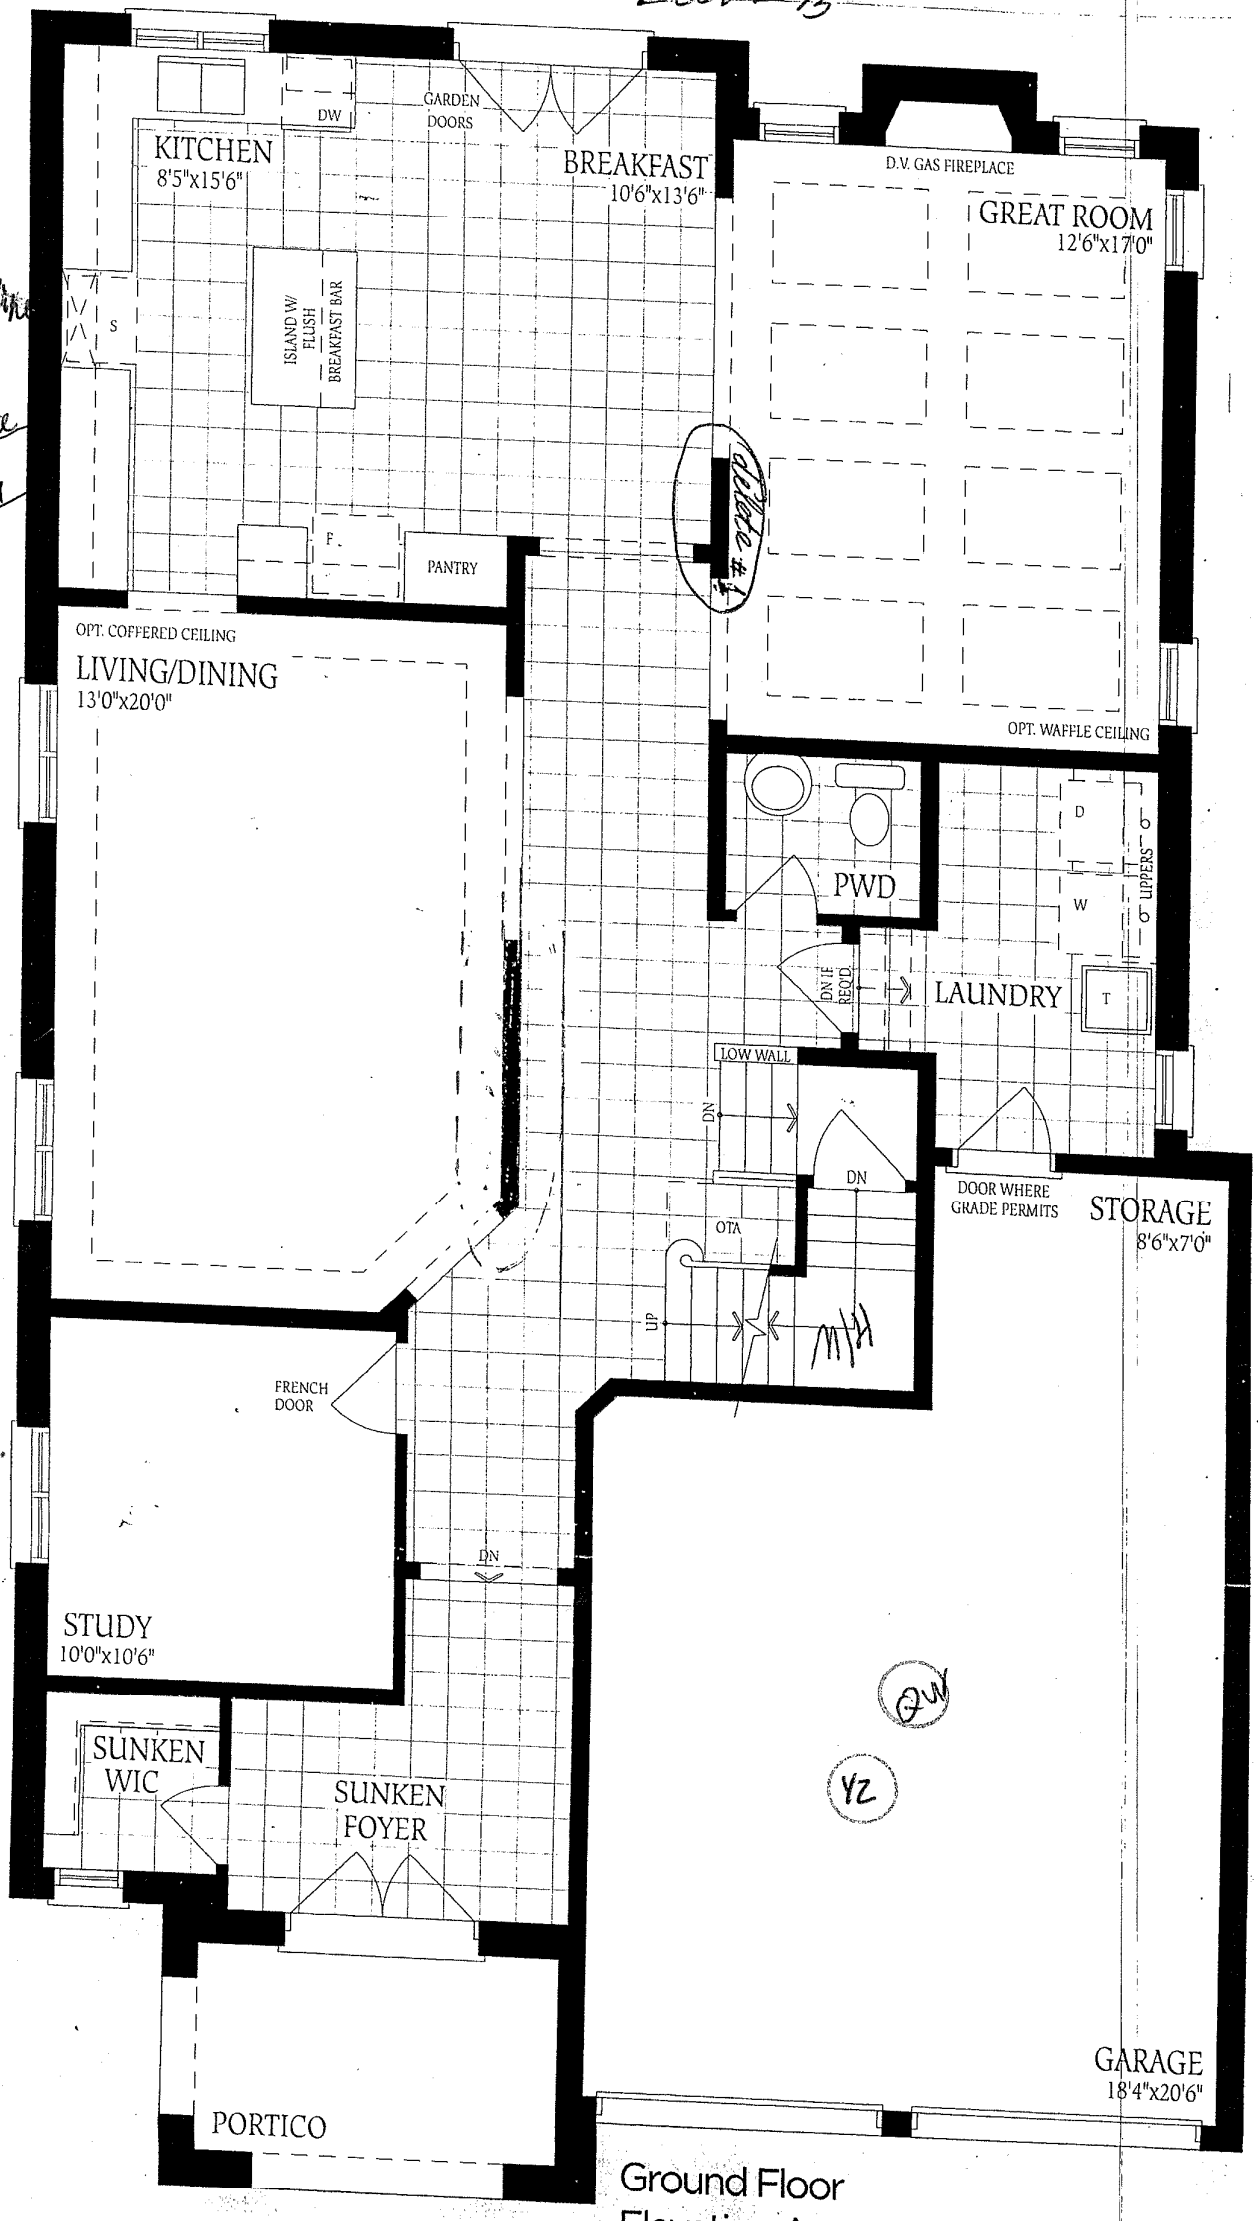 GARDEN
DOORS
DW
KITCHEN
8'5"x15'6"
BREAKFAST
10'6"x13'6"
D.V. GAS FIREPLACE
GREAT ROOM
12'6"x17'0"
S
ISLAND W/
FLUSH
BREAKFAST BAR
delete #1
F
PANTRY
OPT. COFFERED CEILING
LIVING/DINING
13'0"x20'0"
OPT. WAFFLE CEILING
D
W
UPPERS
PWD
DN IF
REQ'D.
LAUNDRY
T
LOW WALL
DN
DN
DOOR WHERE
GRADE PERMITS
STORAGE
8'6"x7'0"
OTA
UP
FRENCH
DOOR
DN
STUDY
10'0"x10'6"
QW
YZ
SUNKEN
WIC
SUNKEN
FOYER
GARAGE
18'4"x20'6"
PORTICO
Ground Floor